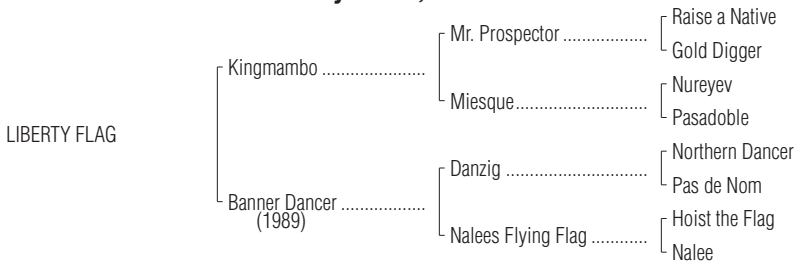 Raise a Native
Mr. Prospector ..................
Gold Digger
Kingmambo ......................
Nureyev
Miesque............................
Pasadoble
LIBERTY FLAG
Northern Dancer
Danzig ..............................
Pas de Nom
Banner Dancer ..................
(1989)
Hoist the Flag
Nalees Flying Flag ............
Nalee